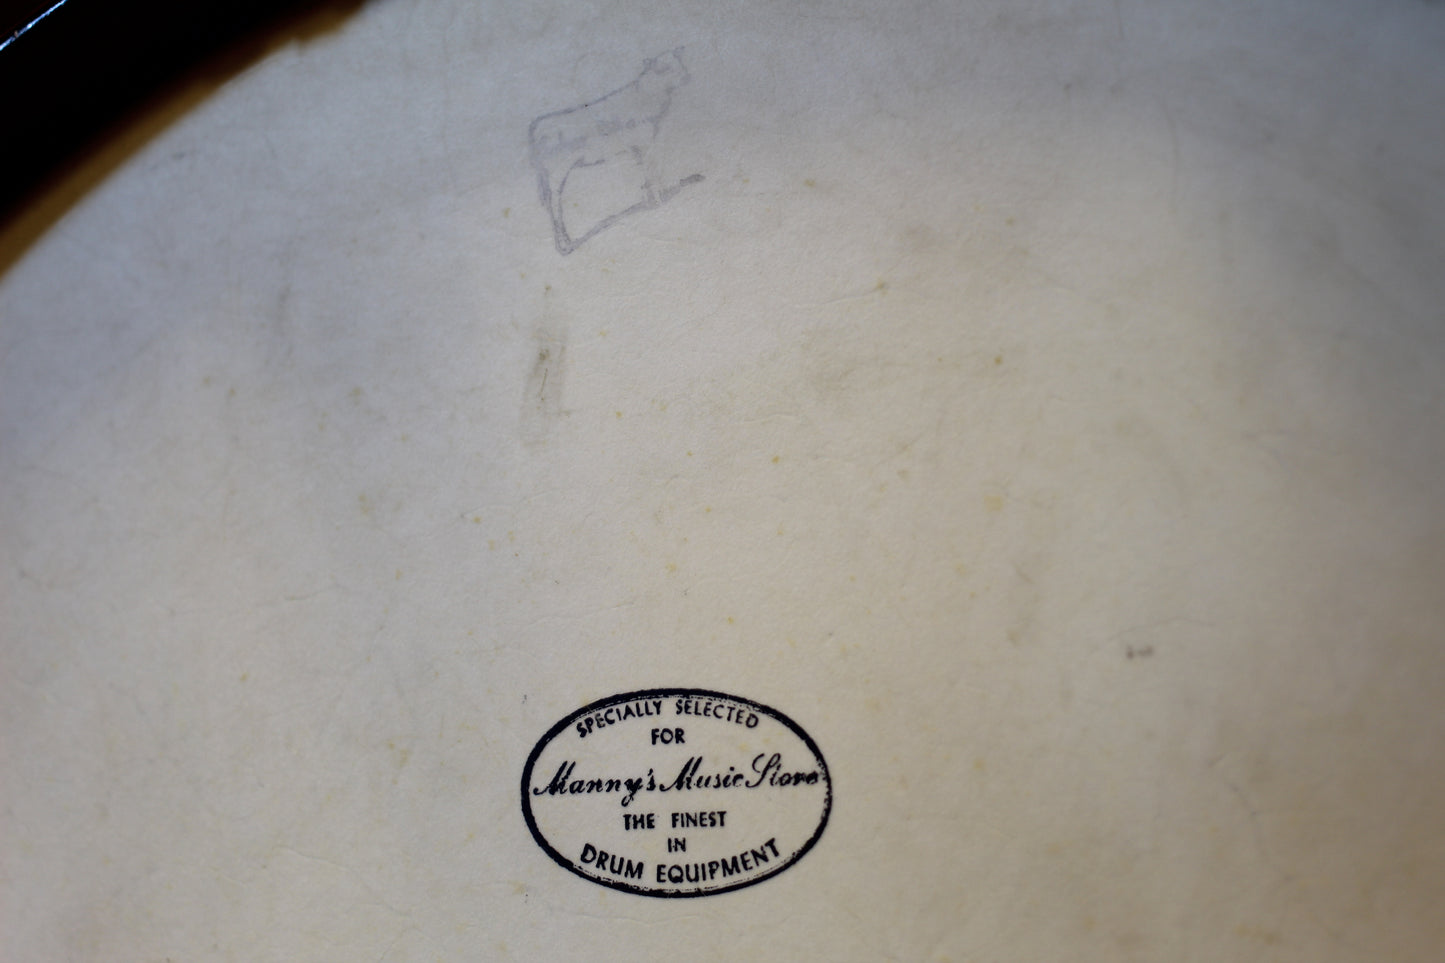 SPECIALLY SELECTED
FOR
Manny's Music Store
THE FINEST
IN
DRUM EQUIPMENT